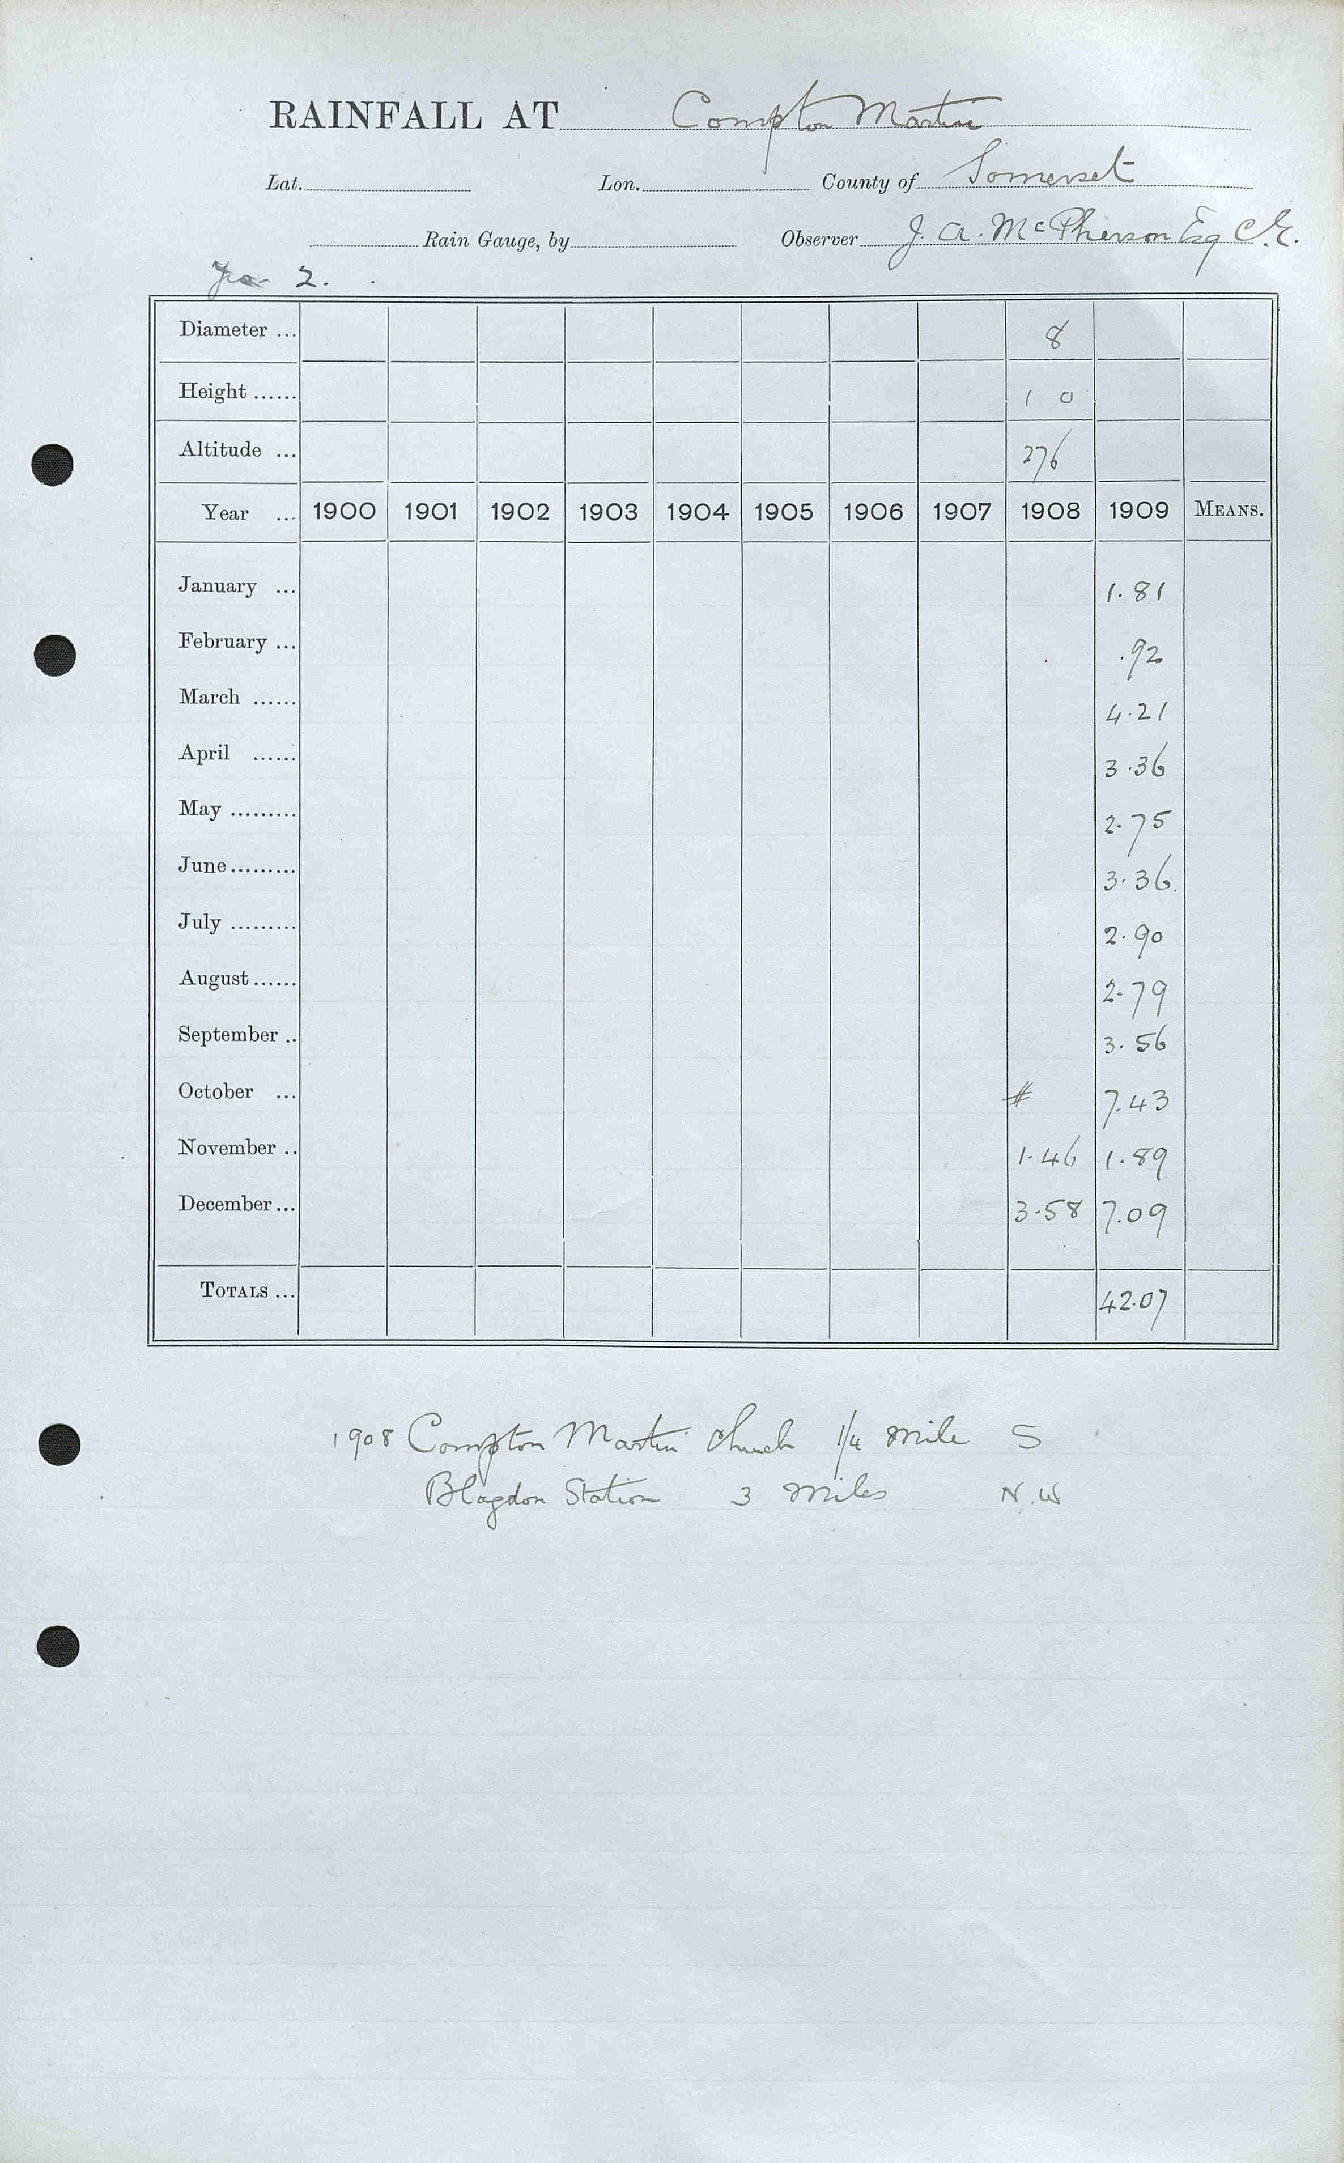 RAINFALL AT Compton Martin
Lat. Lon. County of Somerset
Rain Gauge, by Observer J. A. McPherson Esq C.E.
2.
Diameter ... 8
Height ...... 1 0
Altitude ... 276
Year ... 1900 1901 1902 1903 1904 1905 1906 1907 1908 1909 MEANS.
January ... 1.81
February ... .92
March ...... 4.21
April ...... 3.36
May ......... 2.75
June ......... 3.36
July ......... 2.90
August ...... 2.79
September .. 3.56
October ... # 7.43
November .. 1.46 1.89
December ... 3.58 7.09
TOTALS ... 42.07
1908 Compton Martin Church 1/4 mile S
Blagdon Station 3 miles N.W